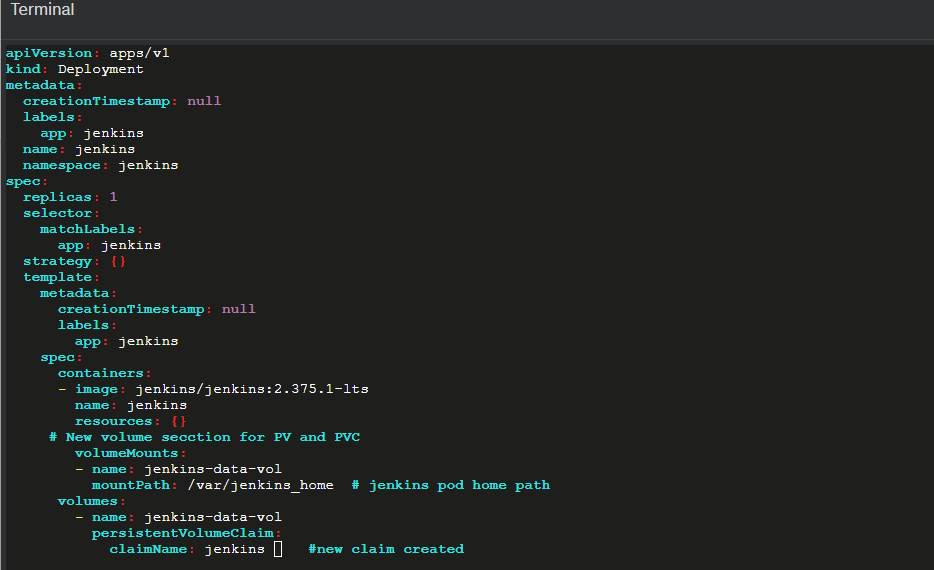 Terminal
apiVersion: apps/v1
kind: Deployment
metadata:
  creationTimestamp: null
  labels:
    app: jenkins
  name: jenkins
  namespace: jenkins
spec:
  replicas: 1
  selector:
    matchLabels:
      app: jenkins
  strategy: {}
  template:
    metadata:
      creationTimestamp: null
      labels:
        app: jenkins
    spec:
      containers:
      - image: jenkins/jenkins:2.375.1-lts
        name: jenkins
        resources: {}
     # New volume secction for PV and PVC
        volumeMounts:
        - name: jenkins-data-vol
          mountPath: /var/jenkins_home  # jenkins pod home path
      volumes:
        - name: jenkins-data-vol
          persistentVolumeClaim:
            claimName: jenkins    #new claim created